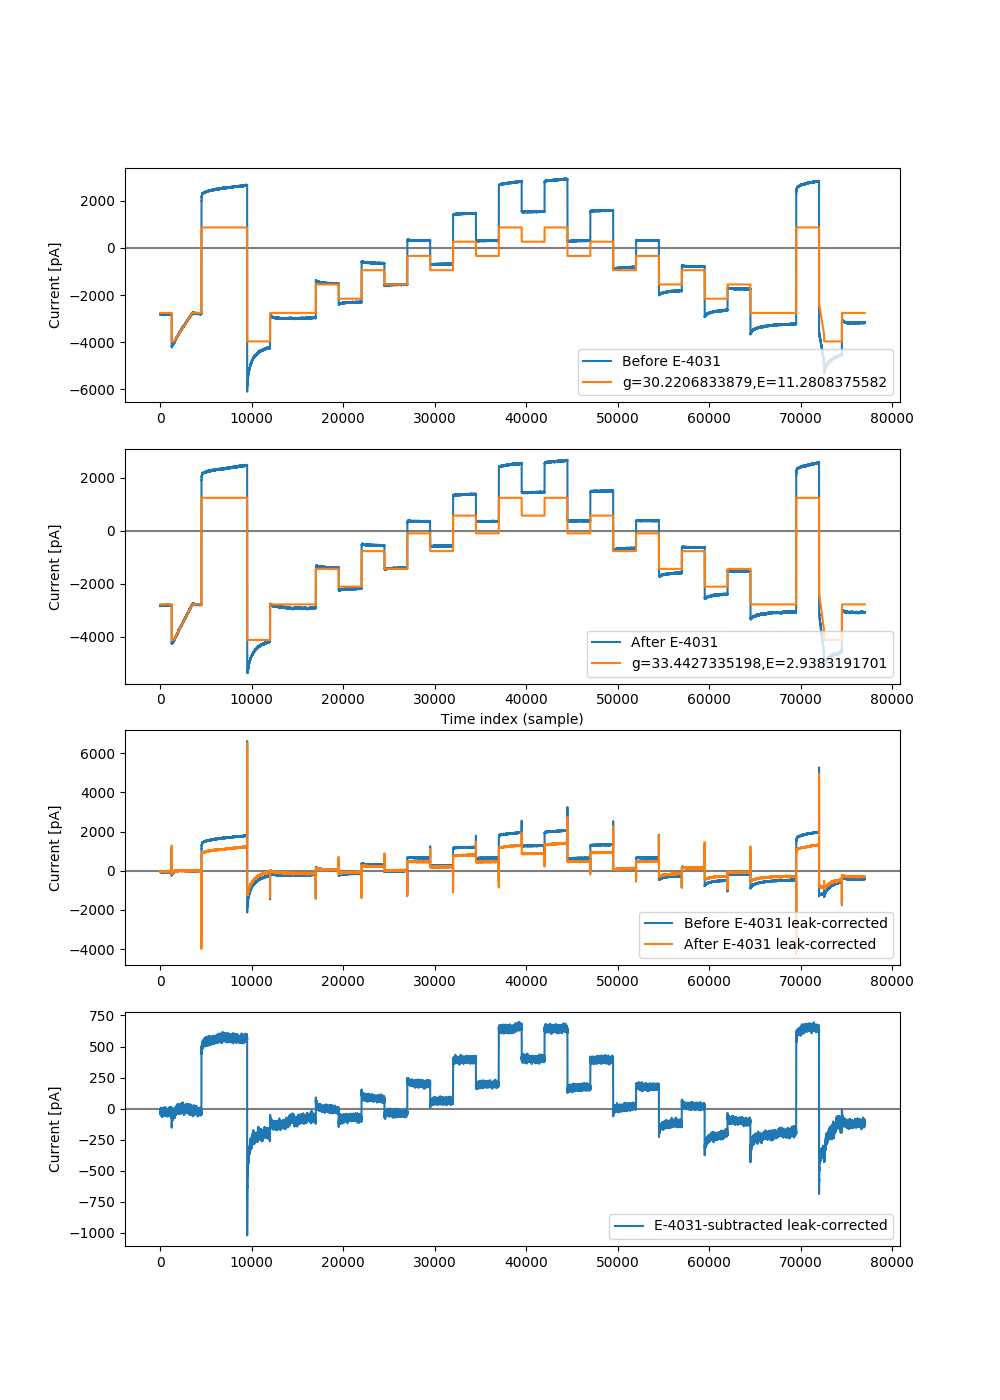 2000
0
−2000
−4000
−6000
Current [pA]
Before E-4031
g=30.2206833879,E=11.2808375582
0 10000 20000 30000 40000 50000 60000 70000 80000
2000
0
−2000
−4000
Current [pA]
After E-4031
g=33.4427335198,E=2.9383191701
0 10000 20000 30000 40000 50000 60000 70000 80000
Time index (sample)
6000
4000
2000
0
−2000
−4000
Current [pA]
Before E-4031 leak-corrected
After E-4031 leak-corrected
0 10000 20000 30000 40000 50000 60000 70000 80000
750
500
250
0
−250
−500
−750
−1000
Current [pA]
E-4031-subtracted leak-corrected
0 10000 20000 30000 40000 50000 60000 70000 80000